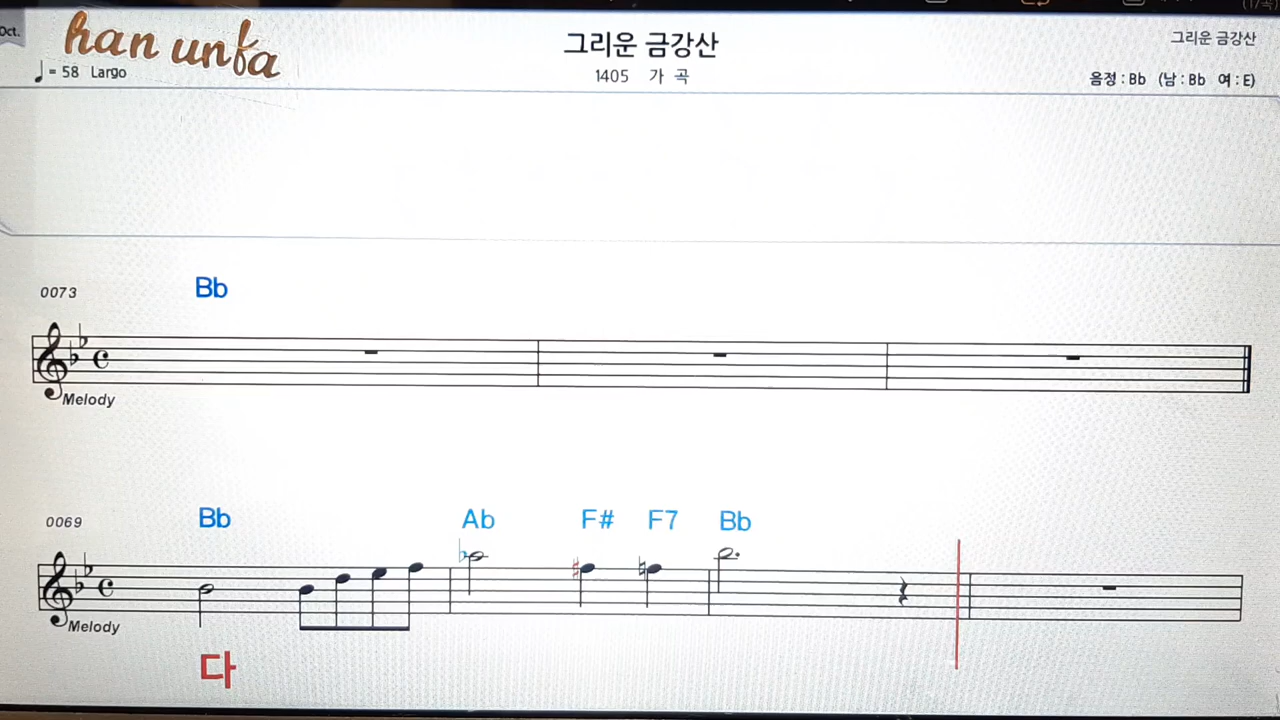 Oct.
han unfa
♩= 58 Largo
그리운 금강산
1405 가 곡
그리운 금강산
음정 : Bb (남 : Bb 여 : E)
0073
Bb
Melody
0069
Bb Ab F# F7 Bb
Melody
다